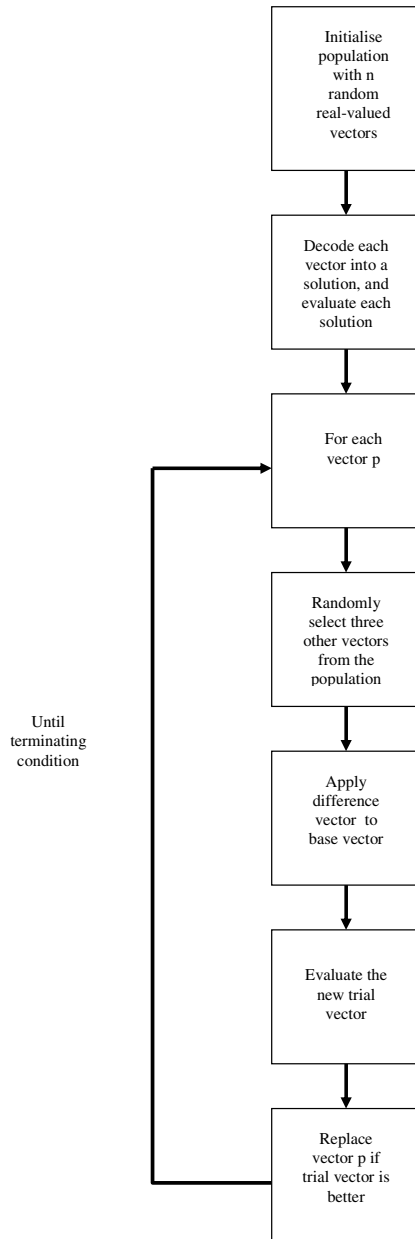 Initialise
population
with n
random
real-valued
vectors
Decode each
vector into a
solution, and
evaluate each
solution
For each
vector p
Randomly
select three
other vectors
from the
population
Until
terminating
condition
Apply
difference
vector to
base vector
Evaluate the
new trial
vector
Replace
vector p if
trial vector is
better